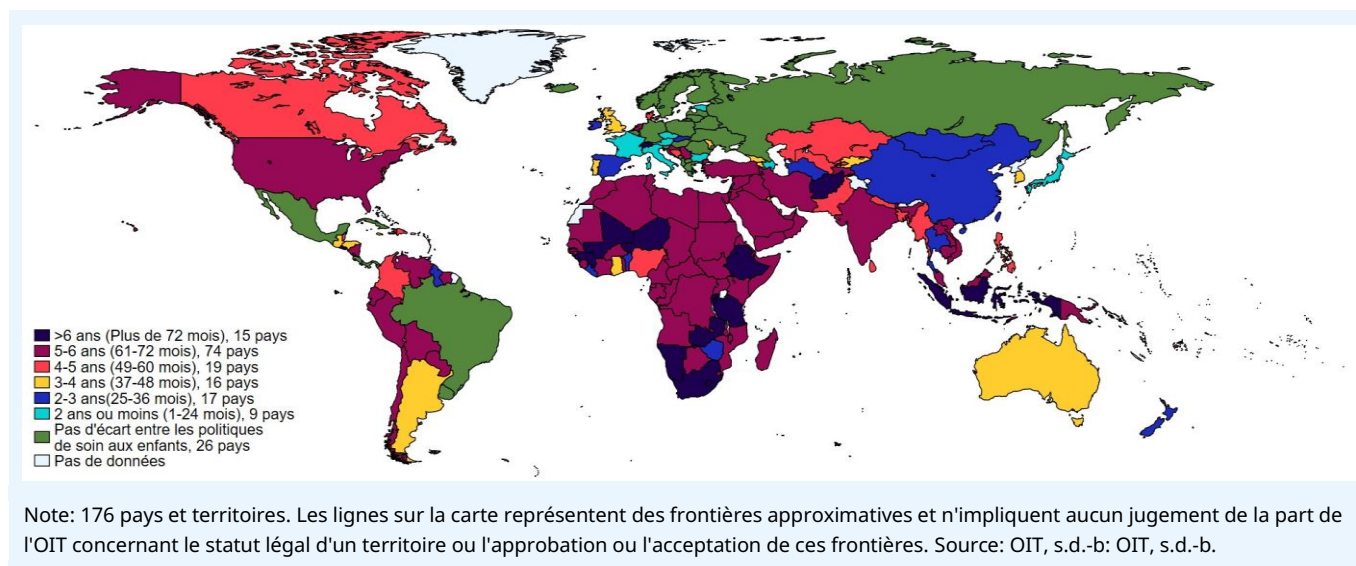 >6 ans (Plus de 72 mois), 15 pays
5-6 ans (61-72 mois), 74 pays
4-5 ans (49-60 mois), 19 pays
3-4 ans (37-48 mois), 16 pays
2-3 ans(25-36 mois), 17 pays
2 ans ou moins (1-24 mois), 9 pays
Pas d'écart entre les politiques
de soin aux enfants, 26 pays
Pas de données
Note: 176 pays et territoires. Les lignes sur la carte représentent des frontières approximatives et n'impliquent aucun jugement de la part de
l'OIT concernant le statut légal d'un territoire ou l'approbation ou l'acceptation de ces frontières. Source: OIT, s.d.-b: OIT, s.d.-b.